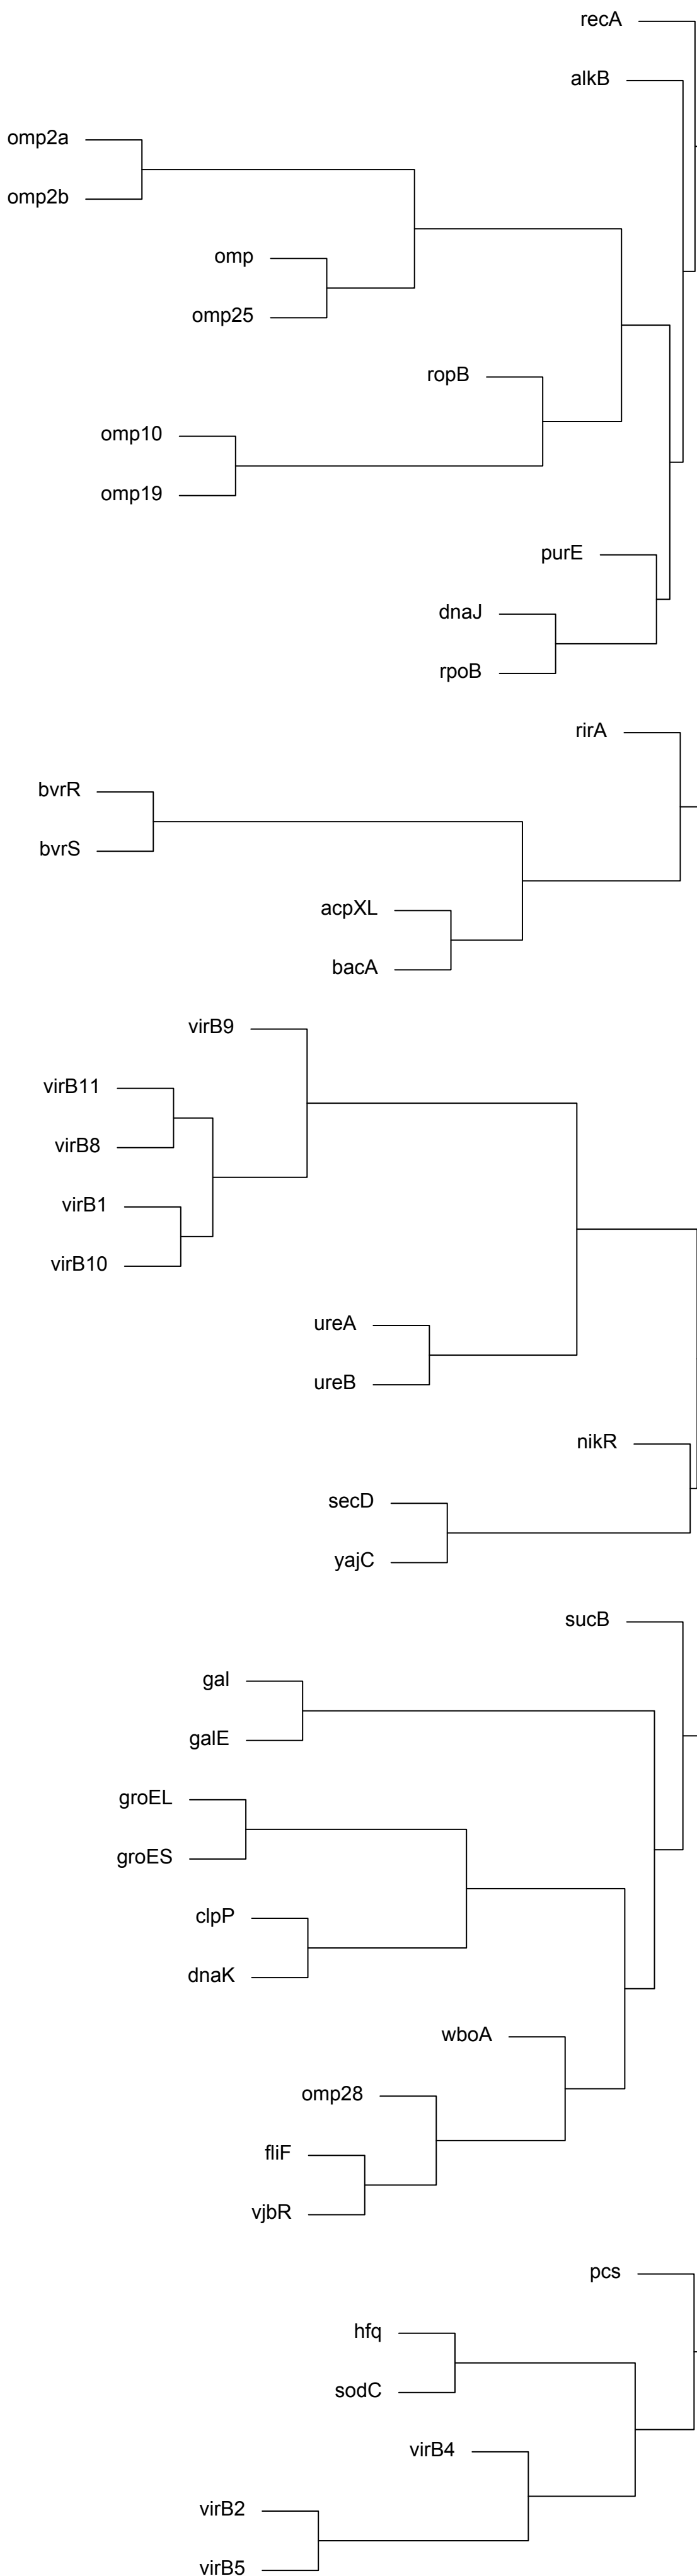 recA
alkB
omp2a
omp2b
omp
omp25
ropB
omp10
omp19
purE
dnaJ
rpoB
rirA
bvrR
bvrS
acpXL
bacA
virB9
virB11
virB8
virB1
virB10
ureA
ureB
nikR
secD
yajC
sucB
gal
galE
groEL
groES
clpP
dnaK
wboA
omp28
fliF
vjbR
pcs
hfq
sodC
virB4
virB2
virB5